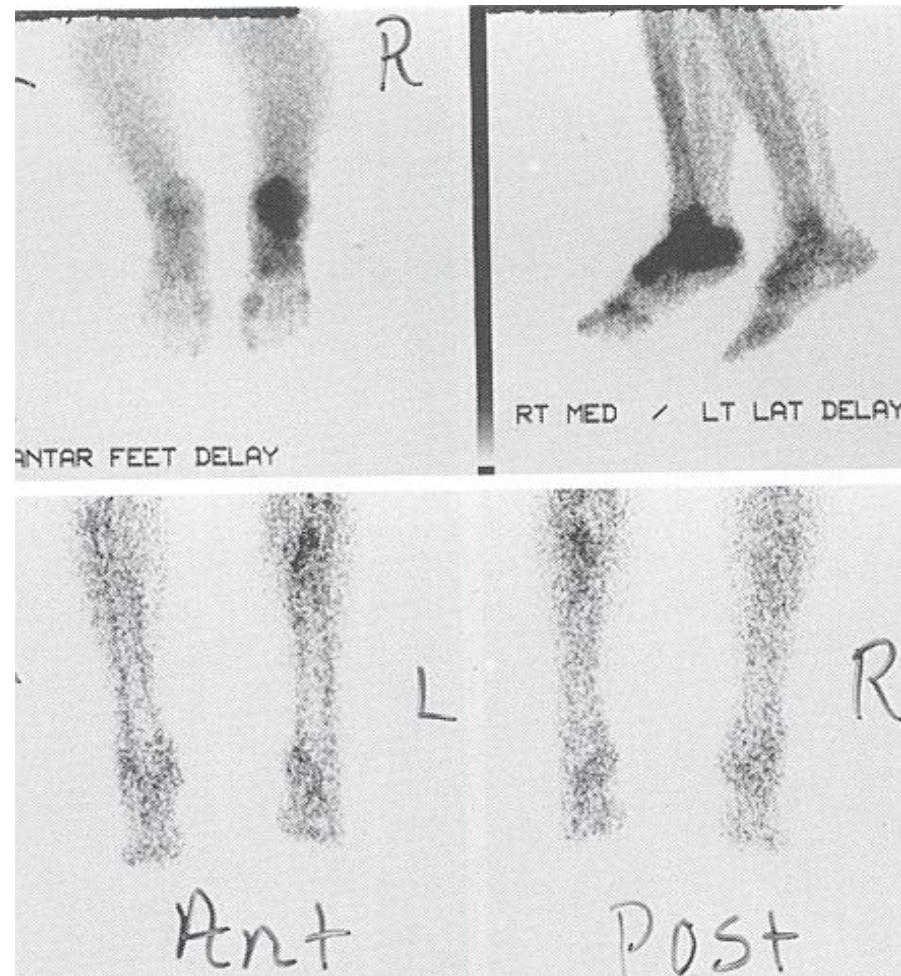 R
RT MED / LT LAT DELAY
ANTAR FEET DELAY
L
R
Ant
Post